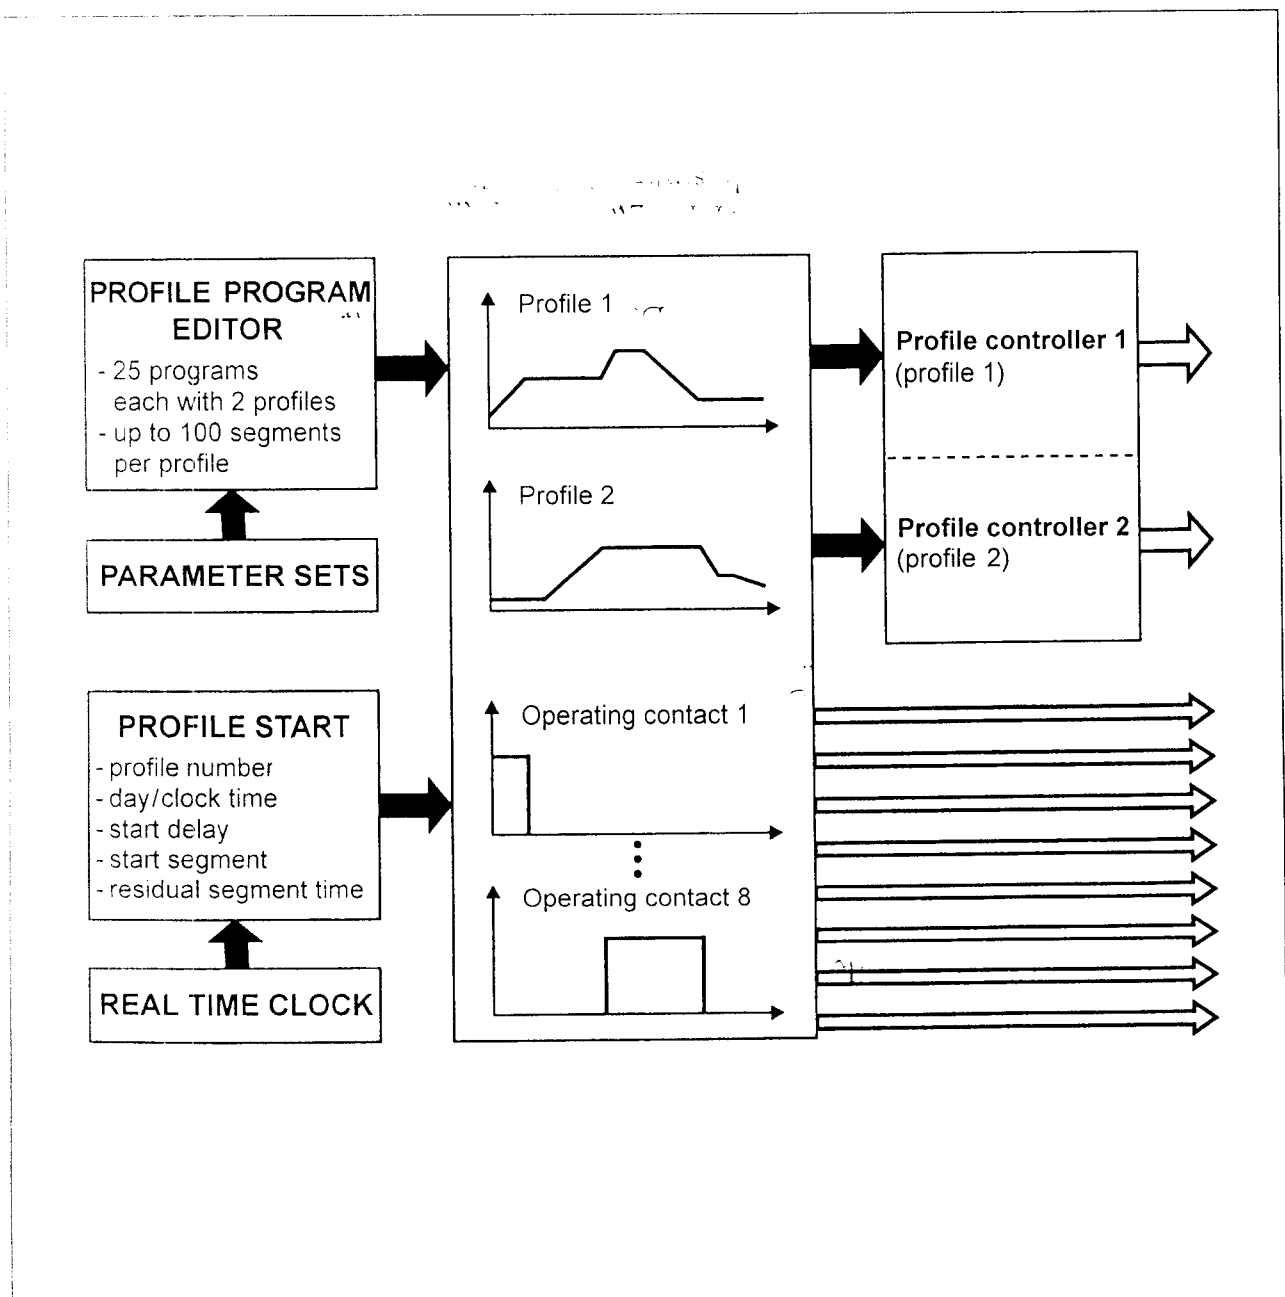 PROFILE PROGRAM
EDITOR
- 25 programs
each with 2 profiles
- up to 100 segments
per profile
PARAMETER SETS
PROFILE START
- profile number
- day/clock time
- start delay
- start segment
- residual segment time
REAL TIME CLOCK
Profile 1
Profile 2
Operating contact 1
Operating contact 8
Profile controller 1
(profile 1)
Profile controller 2
(profile 2)